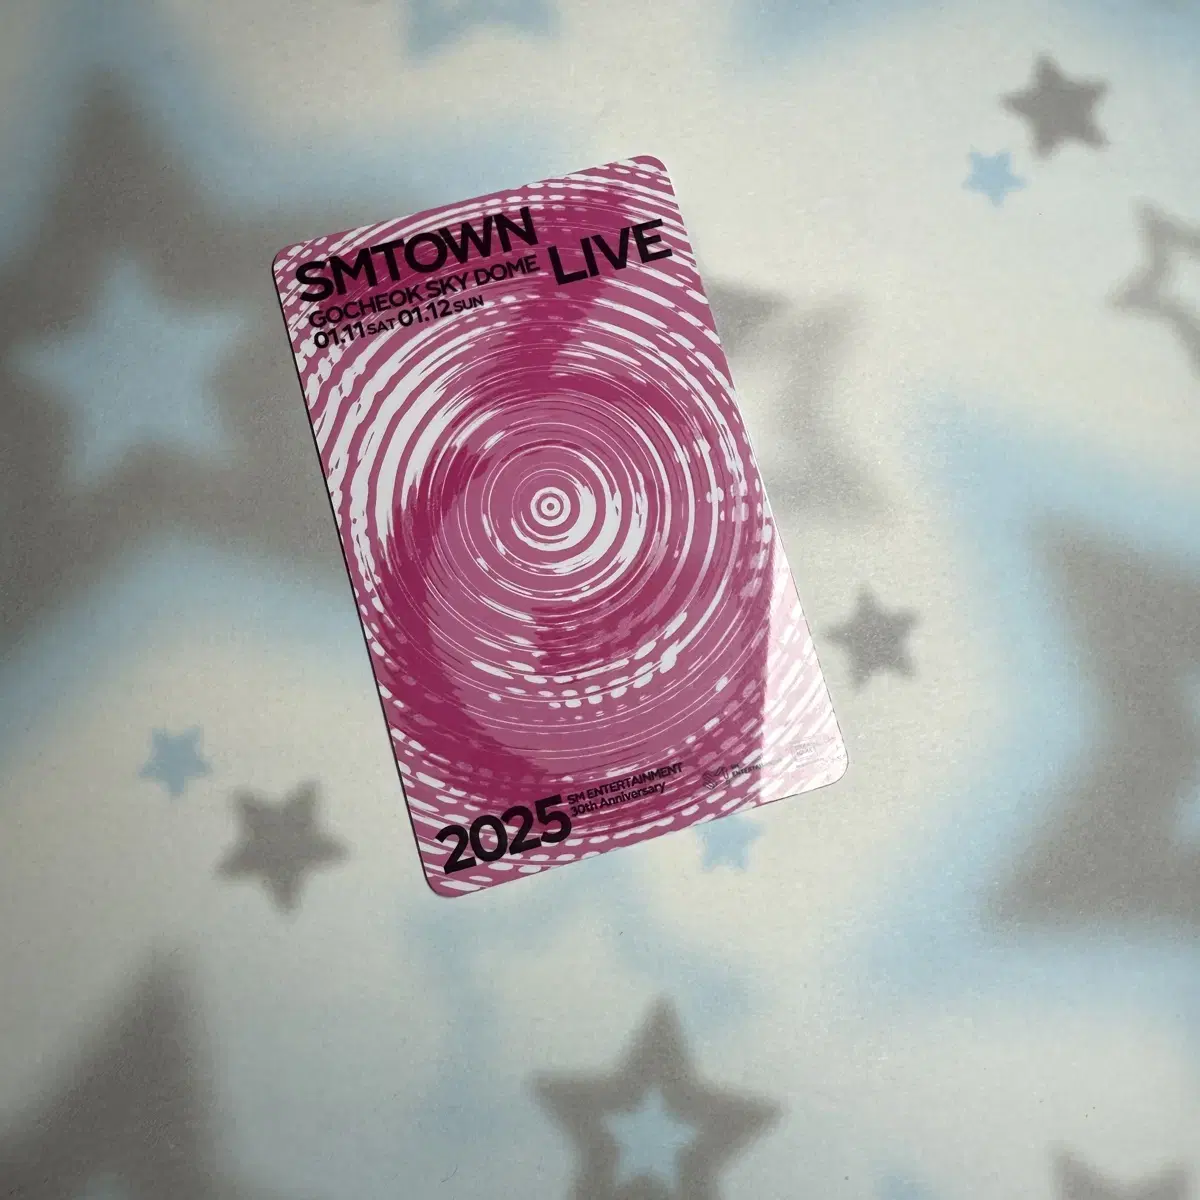 SMTOWN
LIVE
GOCHEOK SKY DOME
01.11 SAT 01.12 SUN
2025
SM ENTERTAINMENT
30th Anniversary